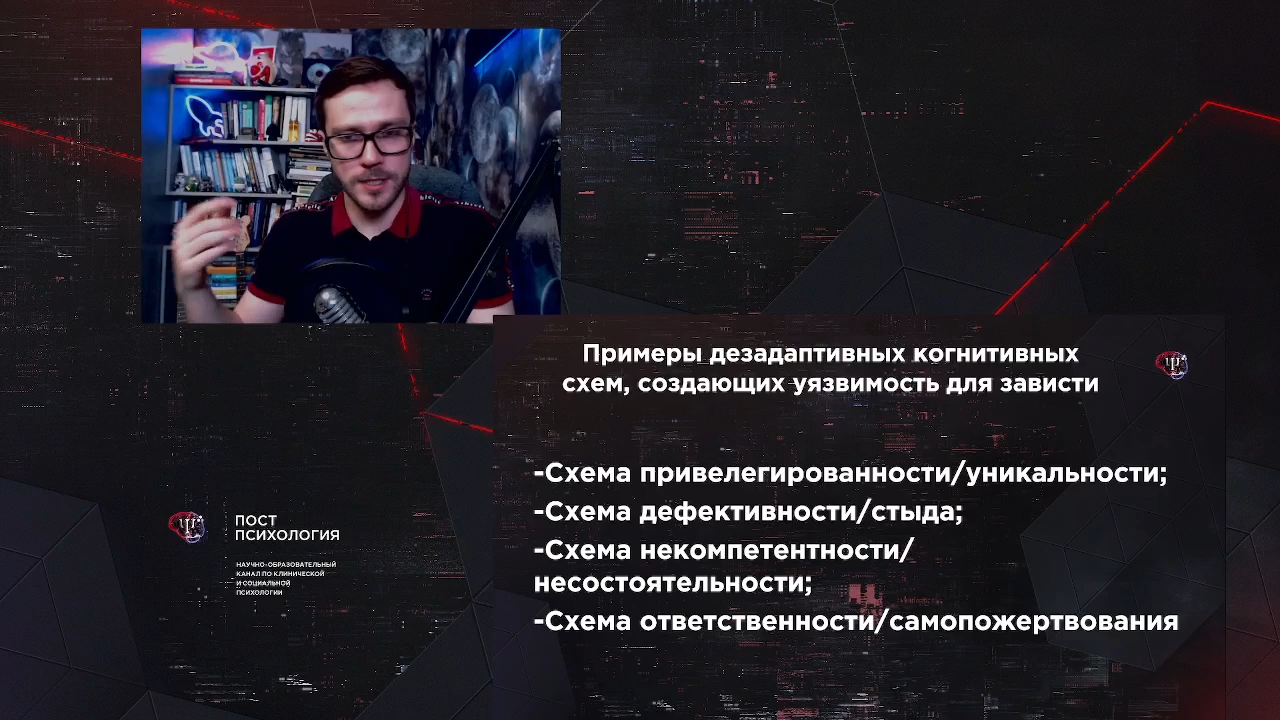 Примеры дезадаптивных когнитивных
схем, создающих уязвимость для зависти
-Схема привелегированности/уникальности;
-Схема дефективности/стыда;
-Схема некомпетентности/
несостоятельности;
-Схема ответственности/самопожертвования
ПОСТ
ПСИХОЛОГИЯ
НАУЧНО-ОБРАЗОВАТЕЛЬНЫЙ
КАНАЛ ПО КЛИНИЧЕСКОЙ
И СОЦИАЛЬНОЙ
ПСИХОЛОГИИ